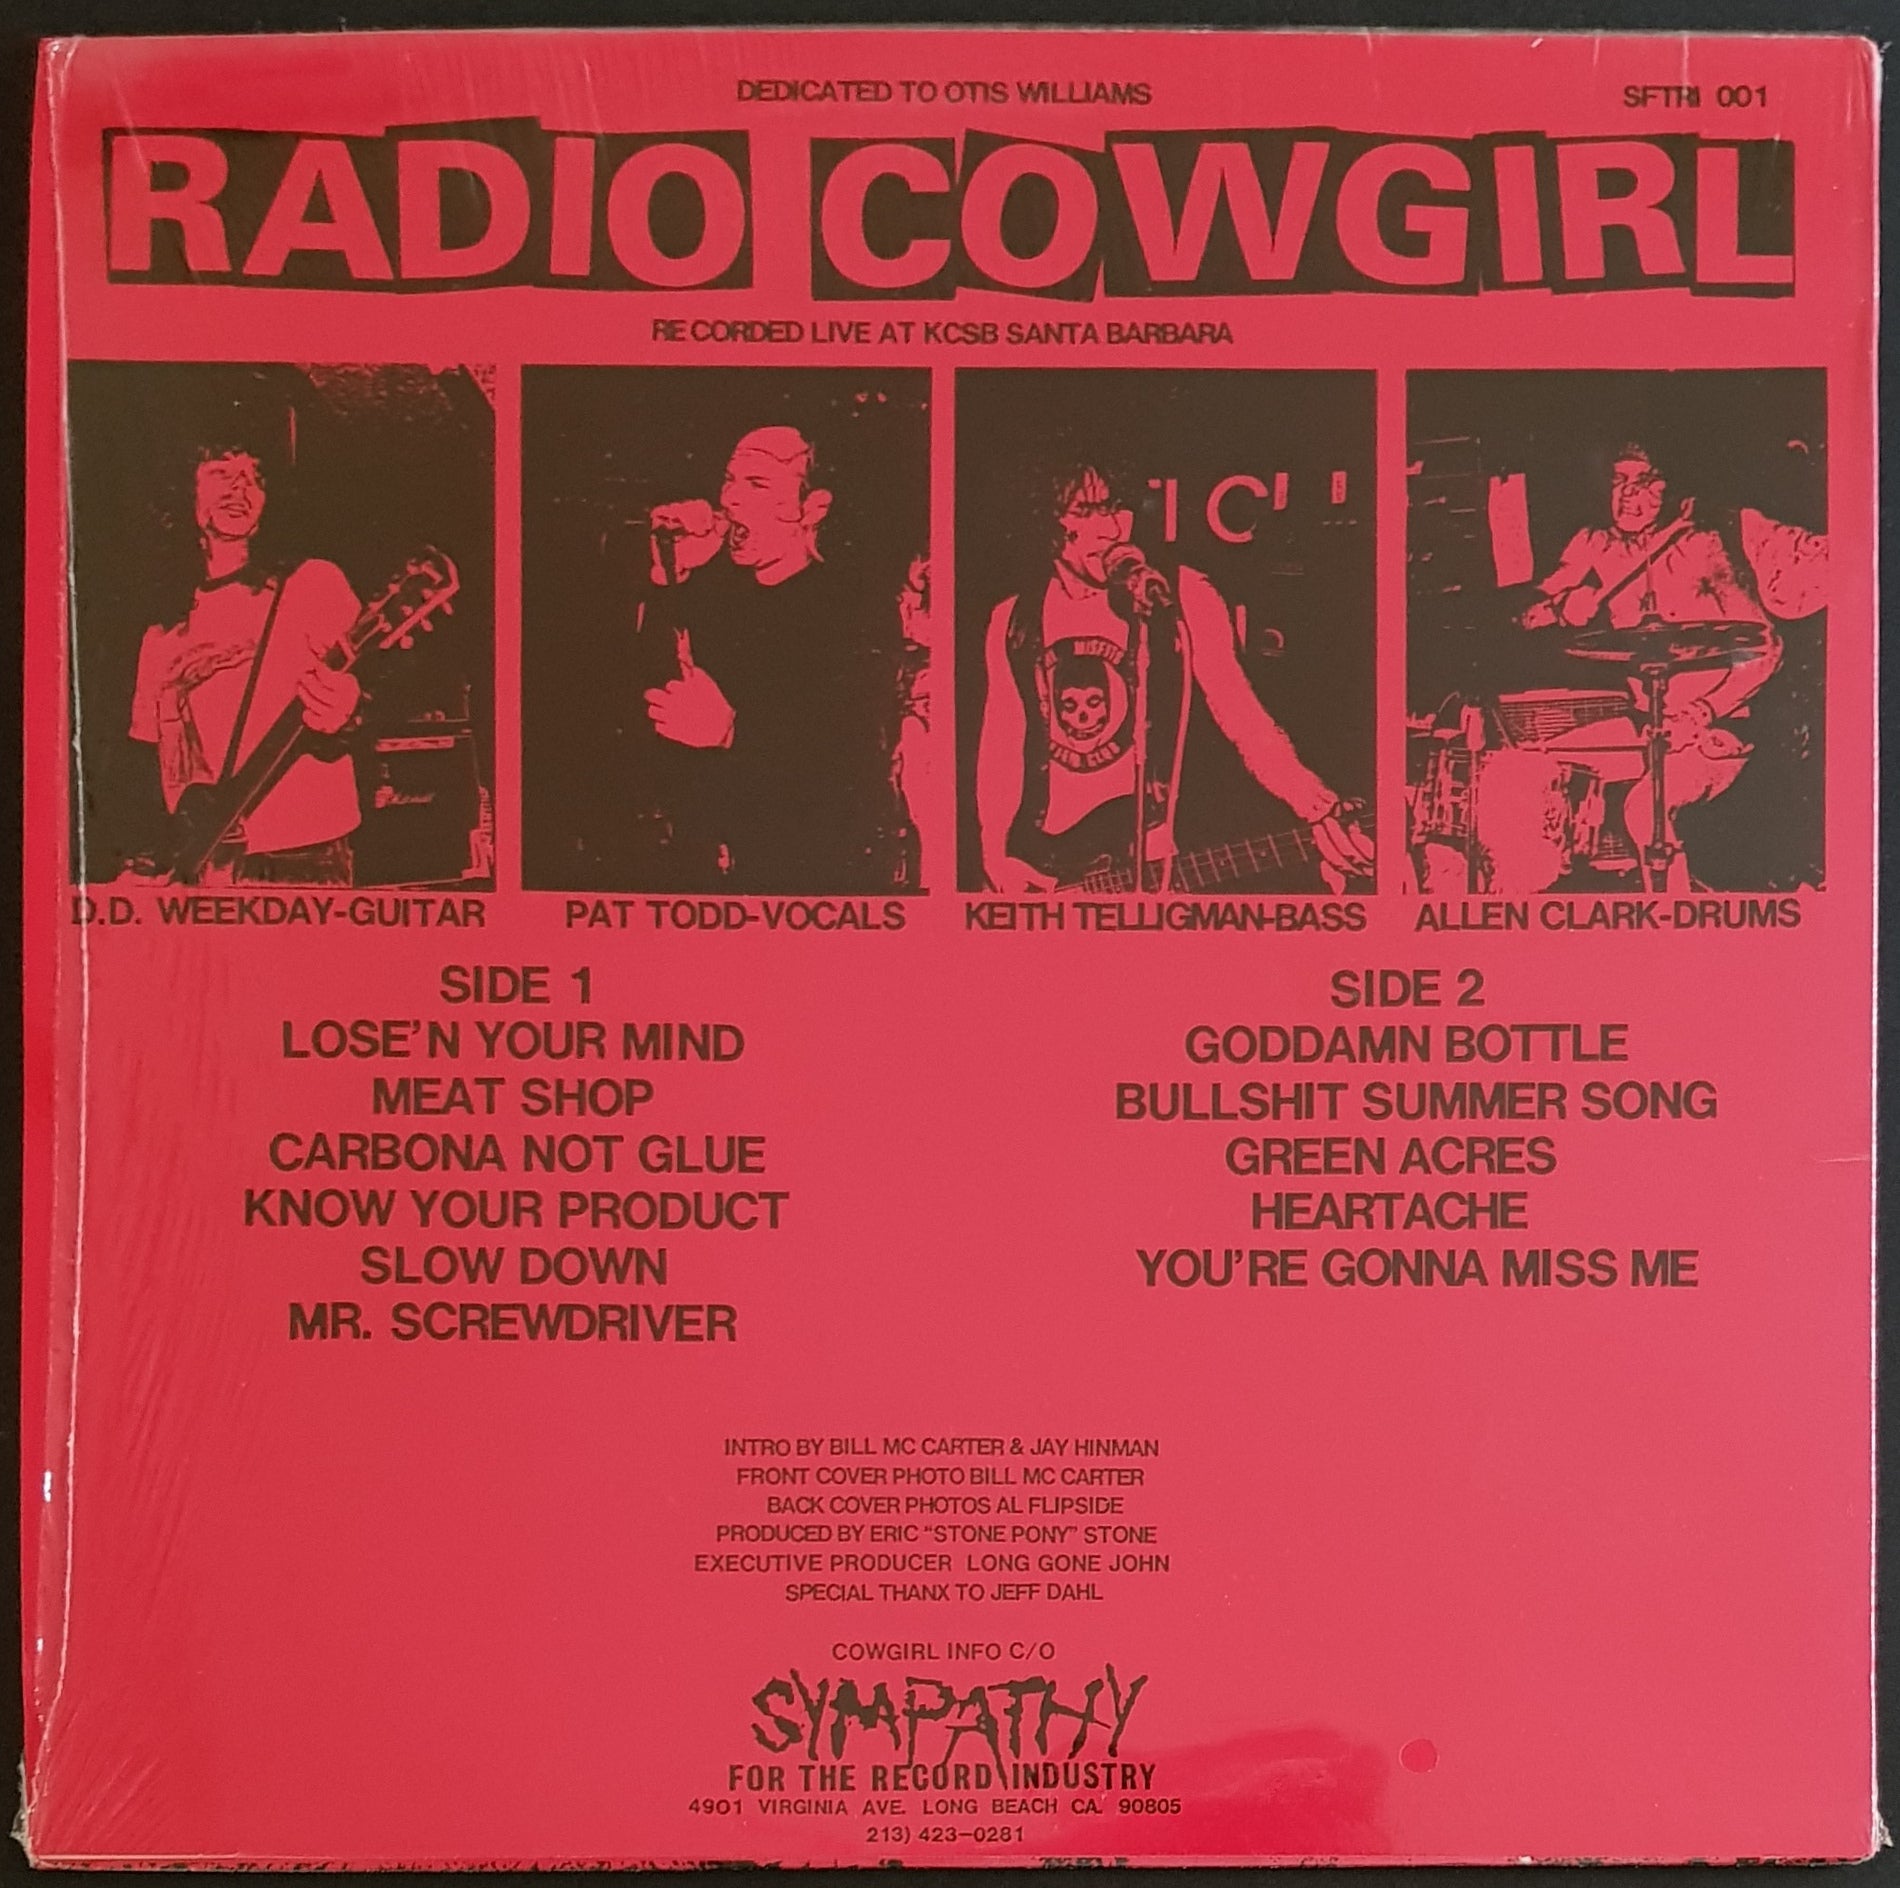 DEDICATED TO OTIS WILLIAMS
SFTRI 001
RADIO COWGIRL
RECORDED LIVE AT KCSB SANTA BARBARA
MISFITS
D.D. WEEKDAY-GUITAR
PAT TODD-VOCALS
KEITH TELLIGMAN-BASS
ALLEN CLARK-DRUMS
SIDE 1
LOSE'N YOUR MIND
MEAT SHOP
CARBONA NOT GLUE
KNOW YOUR PRODUCT
SLOW DOWN
MR. SCREWDRIVER
SIDE 2
GODDAMN BOTTLE
BULLSHIT SUMMER SONG
GREEN ACRES
HEARTACHE
YOU'RE GONNA MISS ME
INTRO BY BILL MC CARTER & JAY HINMAN
FRONT COVER PHOTO BILL MC CARTER
BACK COVER PHOTOS AL FLIPSIDE
PRODUCED BY ERIC "STONE PONY" STONE
EXECUTIVE PRODUCER LONG GONE JOHN
SPECIAL THANX TO JEFF DAHL
COWGIRL INFO C/O
SYMPATHY
FOR THE RECORD INDUSTRY
4901 VIRGINIA AVE. LONG BEACH CA. 90805
213) 423-0281